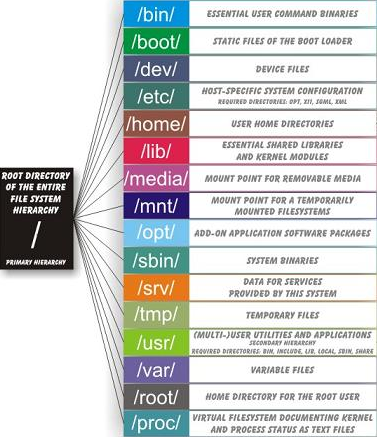 /bin/
ESSENTIAL USER COMMAND BINARIES
/boot/
STATIC FILES OF THE BOOT LOADER
/dev/
DEVICE FILES
/etc/
HOST-SPECIFIC SYSTEM CONFIGURATION
REQUIRED DIRECTORIES: OPT, XII, SGML, XML
/home/
USER HOME DIRECTORIES
/lib/
ESSENTIAL SHARED LIBRARIES
AND KERNEL MODULES
/media/
MOUNT POINT FOR REMOVABLE MEDIA
/mnt/
MOUNT POINT FOR A TEMPORARILY
MOUNTED FILESYSTEMS
/opt/
ADD-ON APPLICATION SOFTWARE PACKAGES
/sbin/
SYSTEM BINARIES
/srv/
DATA FOR SERVICES
PROVIDED BY THIS SYSTEM
/tmp/
TEMPORARY FILES
/usr/
(MULTI-)USER UTILITIES AND APPLICATIONS
SECONDARY HIERARCHY
REQUIRED DIRECTORIES: BIN, INCLUDE, LIB, LOCAL, SBIN, SHARE
/var/
VARIABLE FILES
/root/
HOME DIRECTORY FOR THE ROOT USER
/proc/
VIRTUAL FILESYSTEM DOCUMENTING KERNEL
AND PROCESS STATUS AS TEXT FILES
ROOT DIRECTORY
OF THE ENTIRE
FILE SYSTEM
HIERARCHY
/
PRIMARY HIERARCHY